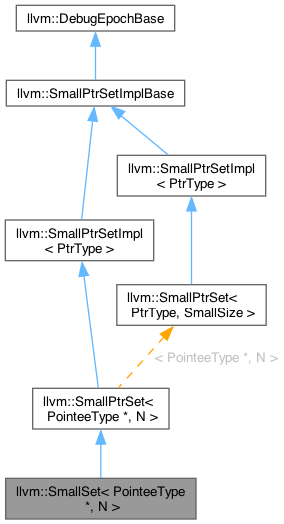 llvm::DebugEpochBase
llvm::SmallPtrSetImplBase
llvm::SmallPtrSetImpl
< PtrType >
llvm::SmallPtrSetImpl
< PtrType >
llvm::SmallPtrSet<
PtrType, SmallSize >
< PointeeType *, N >
llvm::SmallPtrSet<
PointeeType *, N >
llvm::SmallSet< PointeeType
*, N >